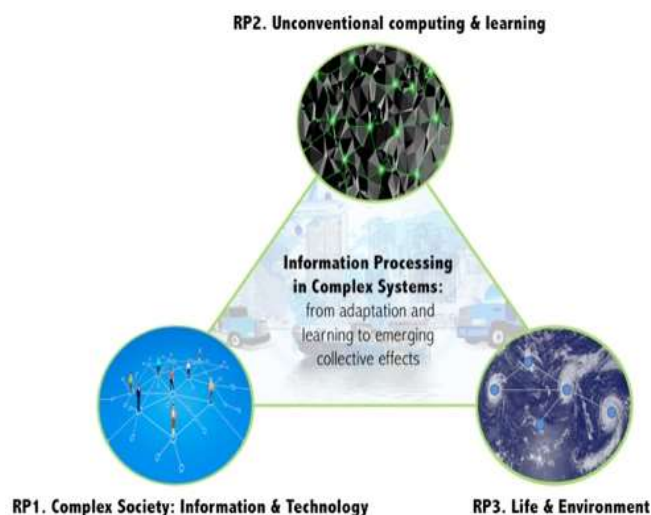 RP2. Unconventional computing & learning
Information Processing
in Complex Systems:
from adaptation and
learning to emerging
collective effects
RP1. Complex Society: Information & Technology
RP3. Life & Environment